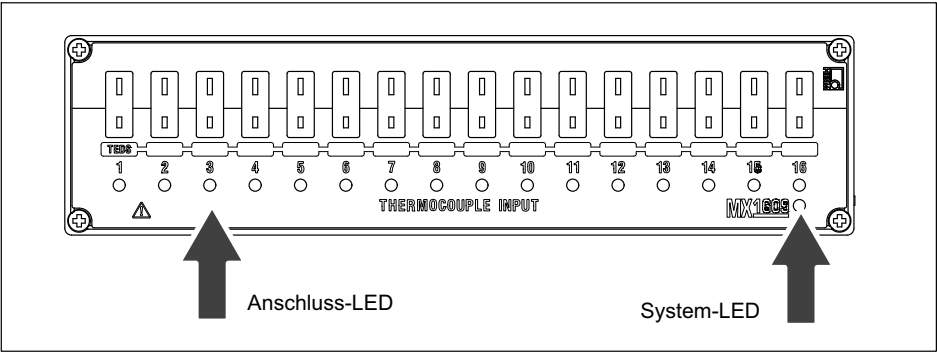 TEDS
1 2 3 4 5 6 7 8 9 10 11 12 13 14 15 16
THERMOCOUPLE INPUT
MX1609
Anschluss-LED
System-LED